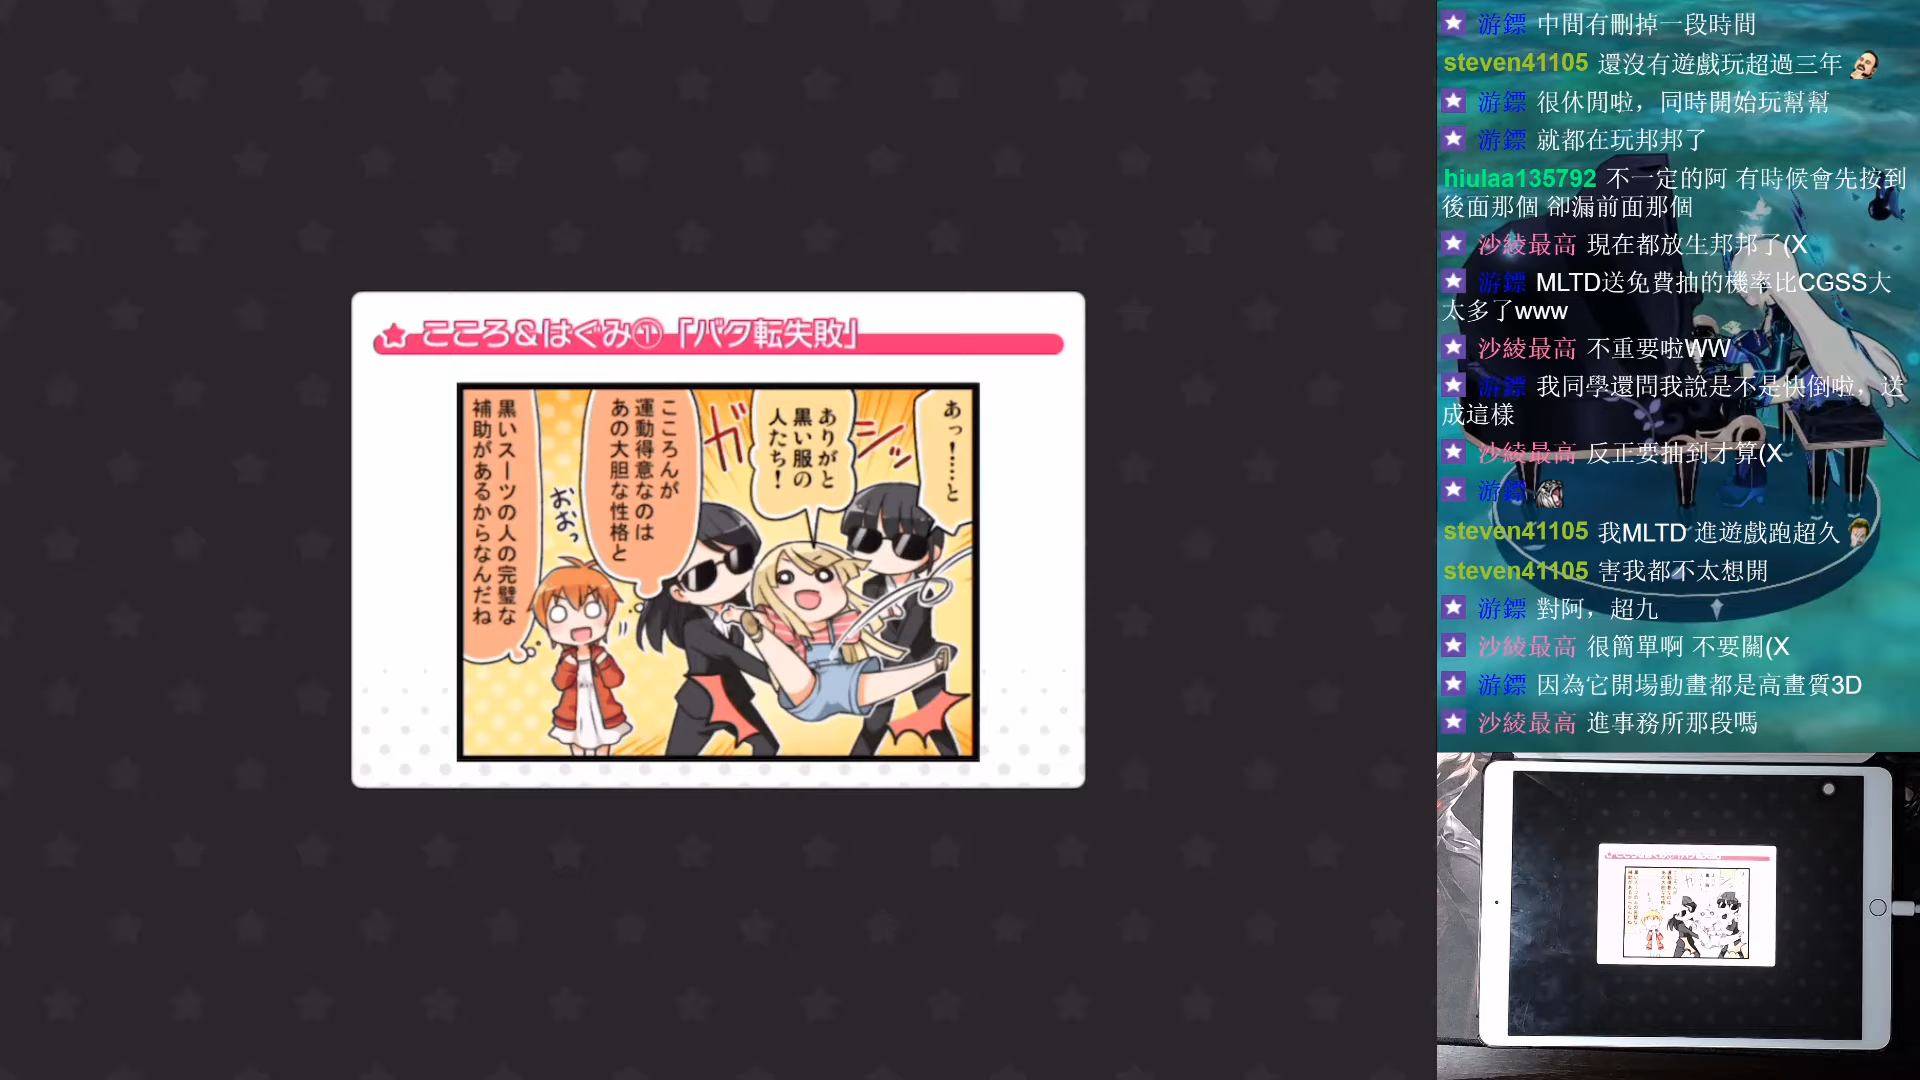 こころ＆はぐみ①「バク転失敗」
あっ！……と
ありがと
黒い服の
人たち！
ガシッ
こころんが
運動得意なのは
あの大胆な性格と
おおっ
黒いスーツの人の完璧な
補助があるからなんだね
游鏢 中間有刪掉一段時間
steven41105 還沒有遊戲玩超過三年
游鏢 很休閒啦，同時開始玩幫幫
游鏢 就都在玩邦邦了
hiulaa135792 不一定的阿 有時候會先按到
後面那個 卻漏前面那個
沙綾最高 現在都放生邦邦了(X
游鏢 MLTD送免費抽的機率比CGSS大
太多了www
沙綾最高 不重要啦WW
游鏢 我同學還問我說是不是快倒啦，送
成這樣
沙綾最高 反正要抽到才算(X
游鏢
steven41105 我MLTD 進遊戲跑超久
steven41105 害我都不太想開
游鏢 對阿，超九
沙綾最高 很簡單啊 不要關(X
游鏢 因為它開場動畫都是高畫質3D
沙綾最高 進事務所那段嗎